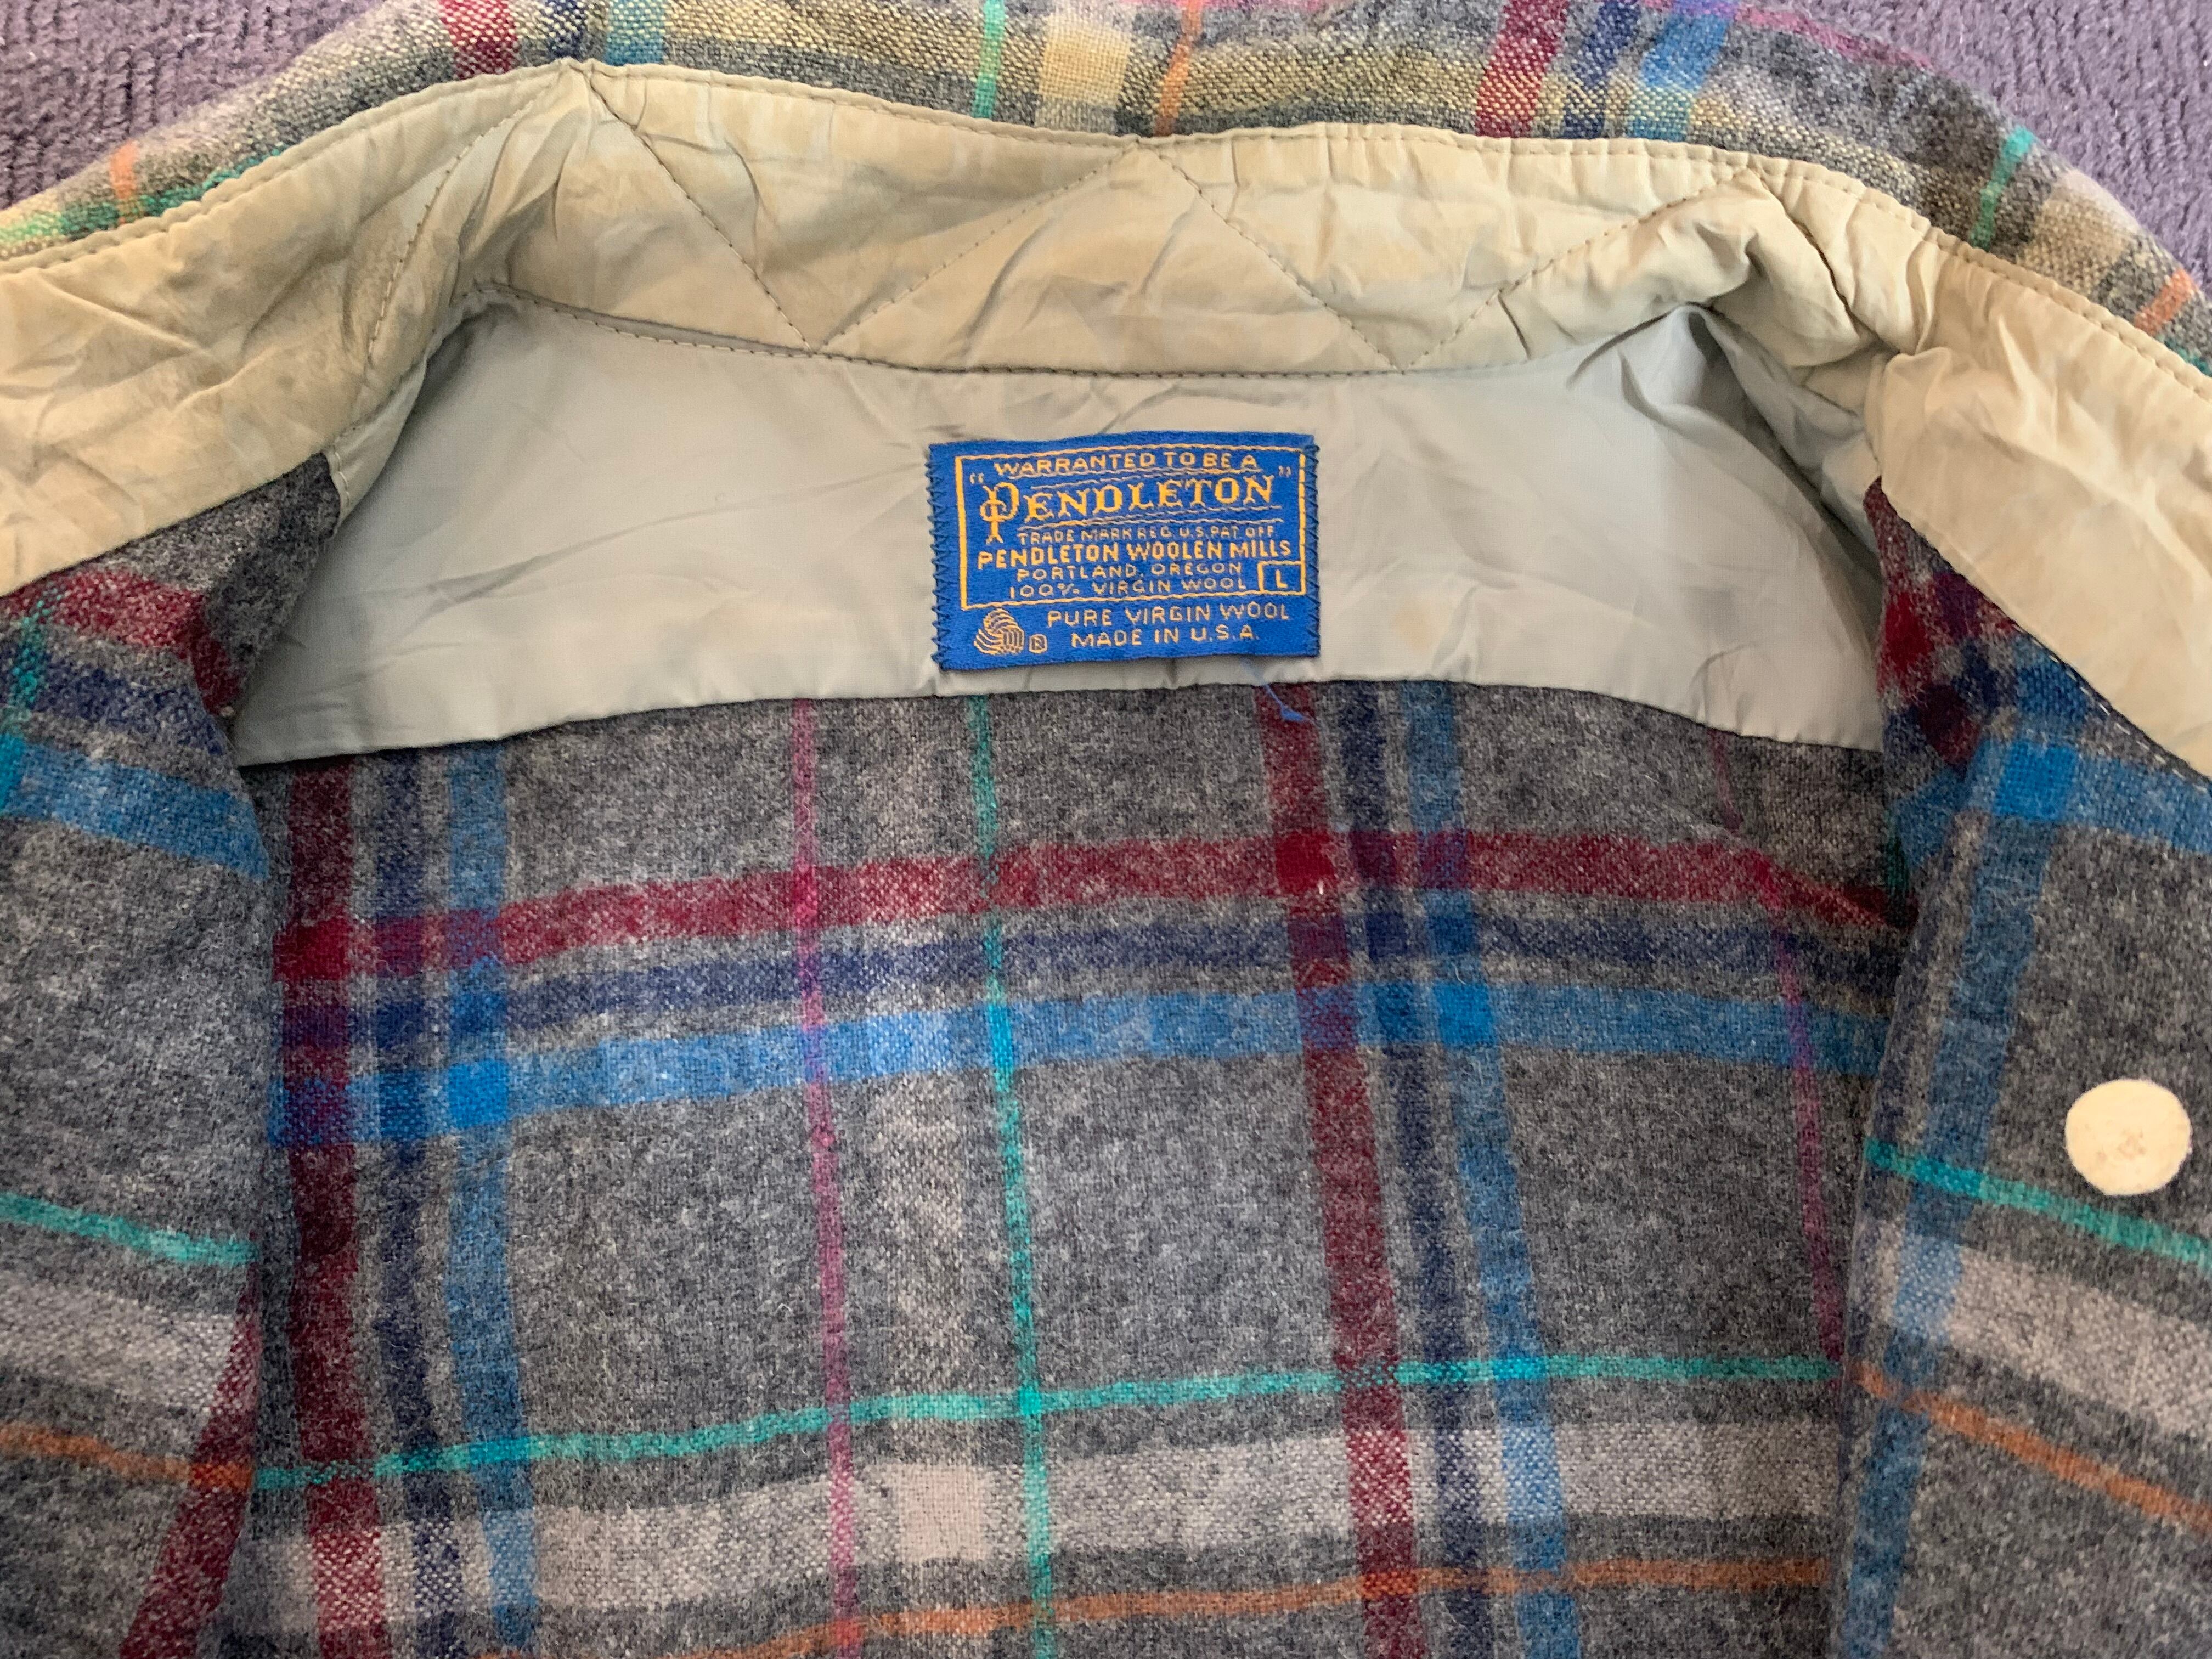 WARRANTED TO BE A
"PENDLETON"
TRADE MARK REG. U.S. PAT. OFF
PENDLETON WOOLEN MILLS
PORTLAND, OREGON
100% VIRGIN WOOL L
PURE VIRGIN WOOL
® MADE IN U.S.A.